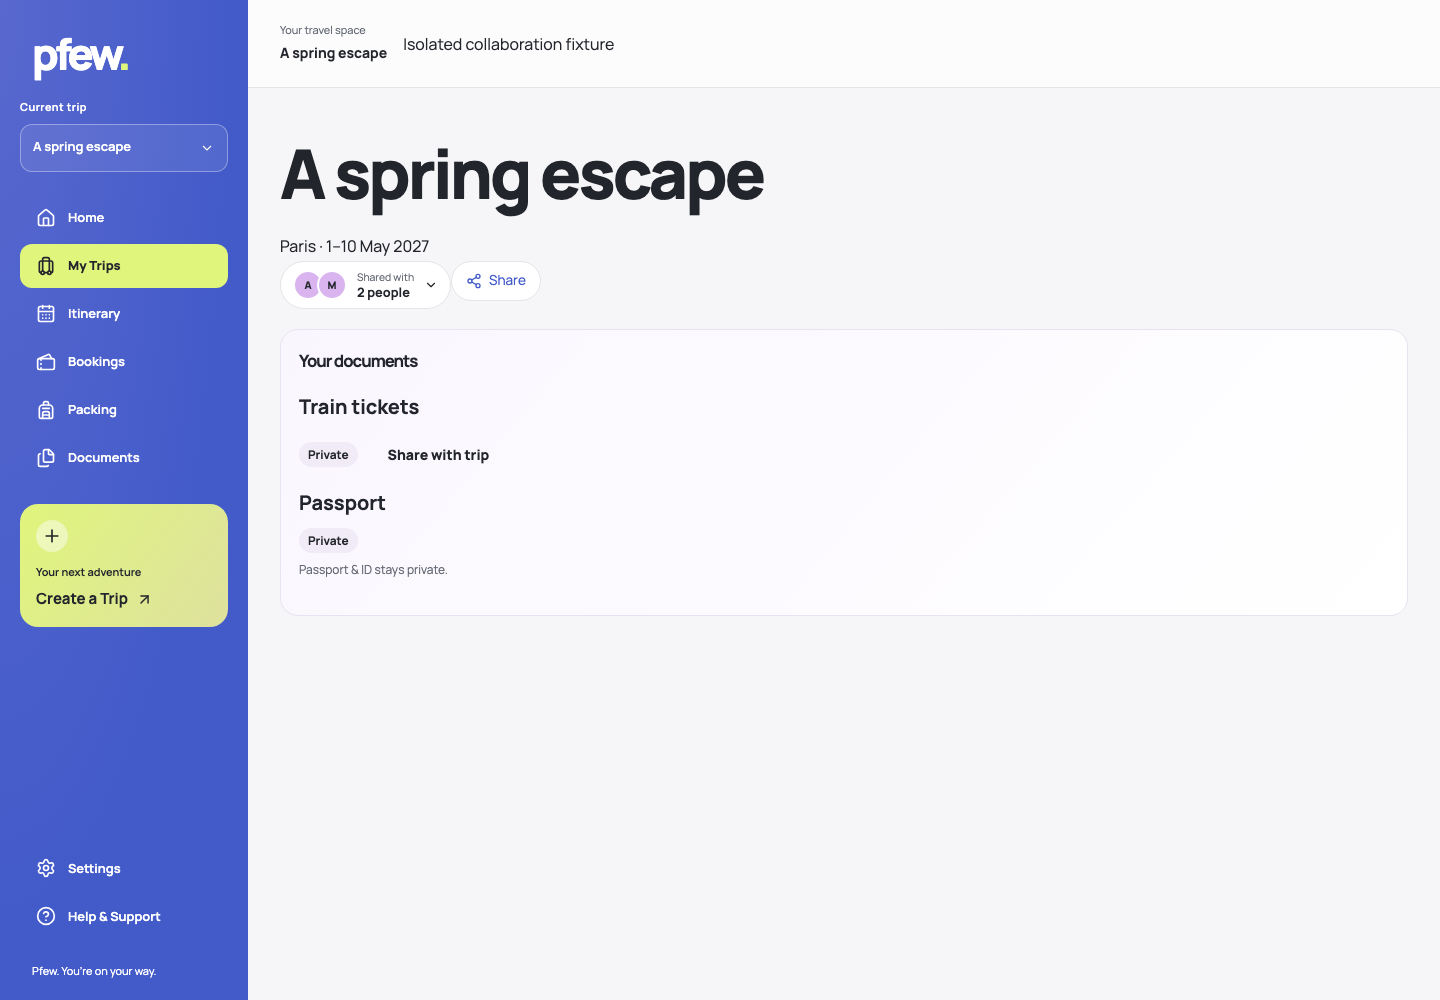 pfew.
Current trip
A spring escape
Home
My Trips
Itinerary
Bookings
Packing
Documents
Your next adventure
Create a Trip
Settings
Help & Support
Pfew. You're on your way.
Your travel space
A spring escape
Isolated collaboration fixture
A spring escape
Paris · 1–10 May 2027
A M
Shared with
2 people
Share
Your documents
Train tickets
Private
Share with trip
Passport
Private
Passport & ID stays private.